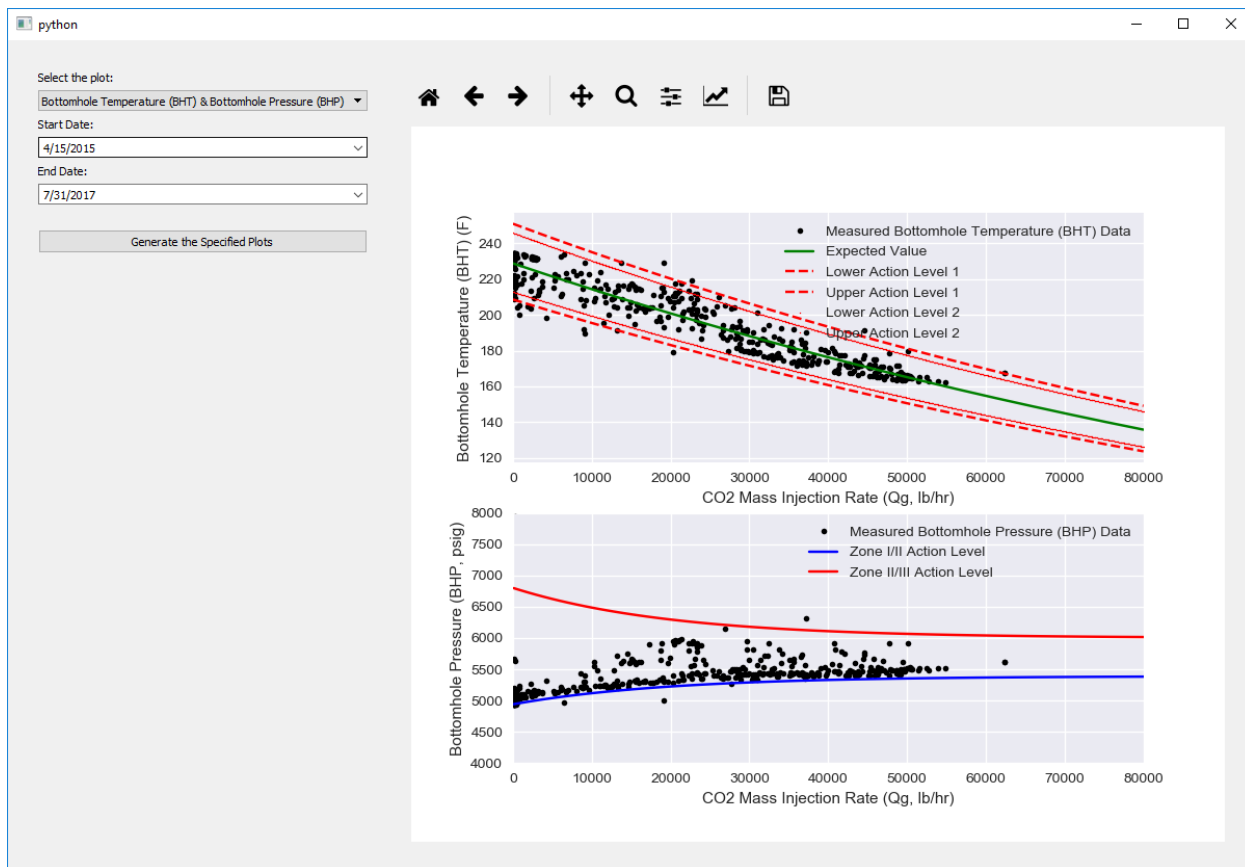 python
Select the plot:
Bottomhole Temperature (BHT) & Bottomhole Pressure (BHP)
Start Date:
4/15/2015
End Date:
7/31/2017
Generate the Specified Plots
Bottomhole Temperature (BHT) (F)
240
220
200
180
160
140
120
Measured Bottomhole Temperature (BHT) Data
Expected Value
Lower Action Level 1
Upper Action Level 1
Lower Action Level 2
Upper Action Level 2
0 10000 20000 30000 40000 50000 60000 70000 80000
CO2 Mass Injection Rate (Qg, lb/hr)
Bottomhole Pressure (BHP, psig)
8000
7500
7000
6500
6000
5500
5000
4500
4000
Measured Bottomhole Pressure (BHP) Data
Zone I/II Action Level
Zone II/III Action Level
0 10000 20000 30000 40000 50000 60000 70000 80000
CO2 Mass Injection Rate (Qg, lb/hr)